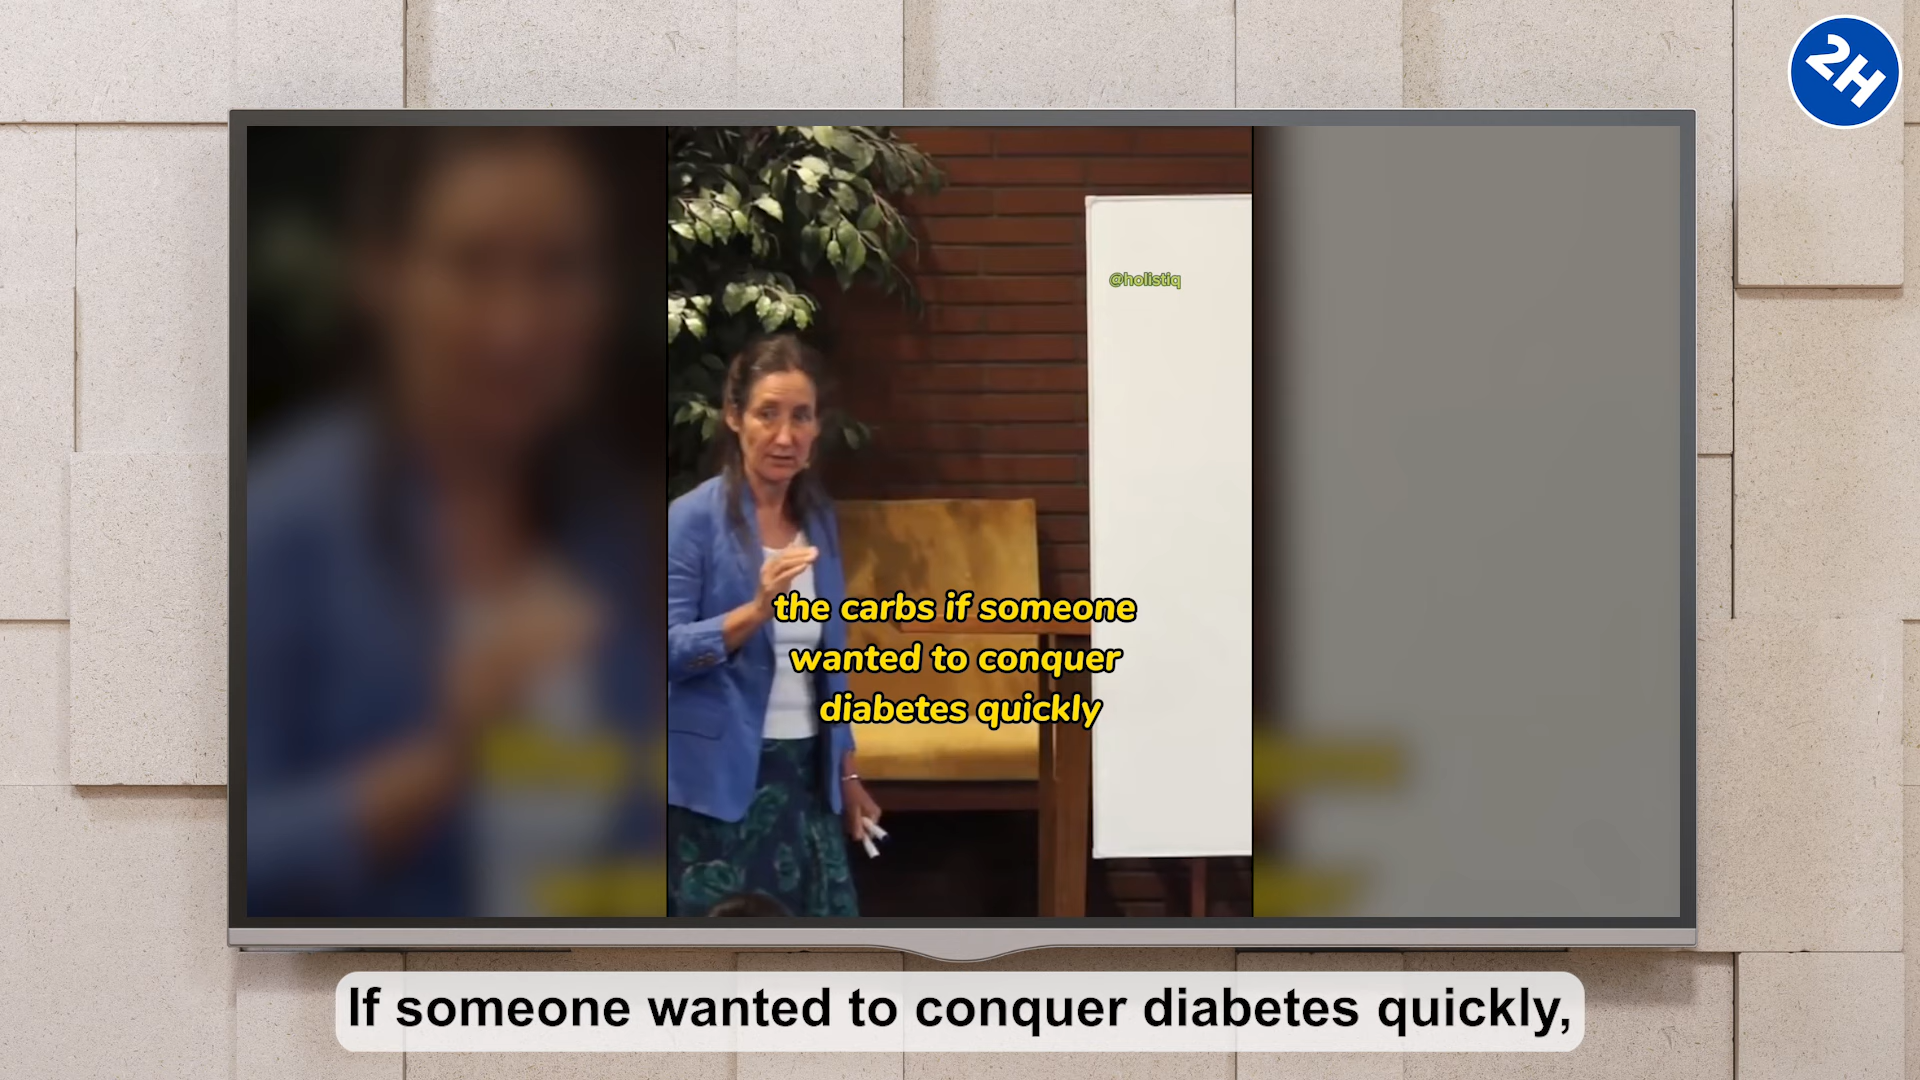 2H
@holistiq
the carbs if someone
wanted to conquer
diabetes quickly
If someone wanted to conquer diabetes quickly,